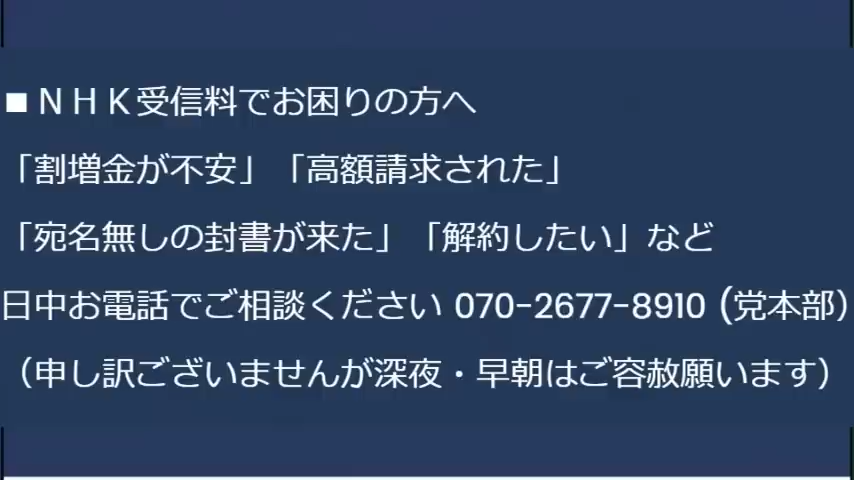 ■ＮＨＫ受信料でお困りの方へ
「割増金が不安」「高額請求された」
「宛名無しの封書が来た」「解約したい」など
日中お電話でご相談ください 070-2677-8910 (党本部)
（申し訳ございませんが深夜・早朝はご容赦願います）